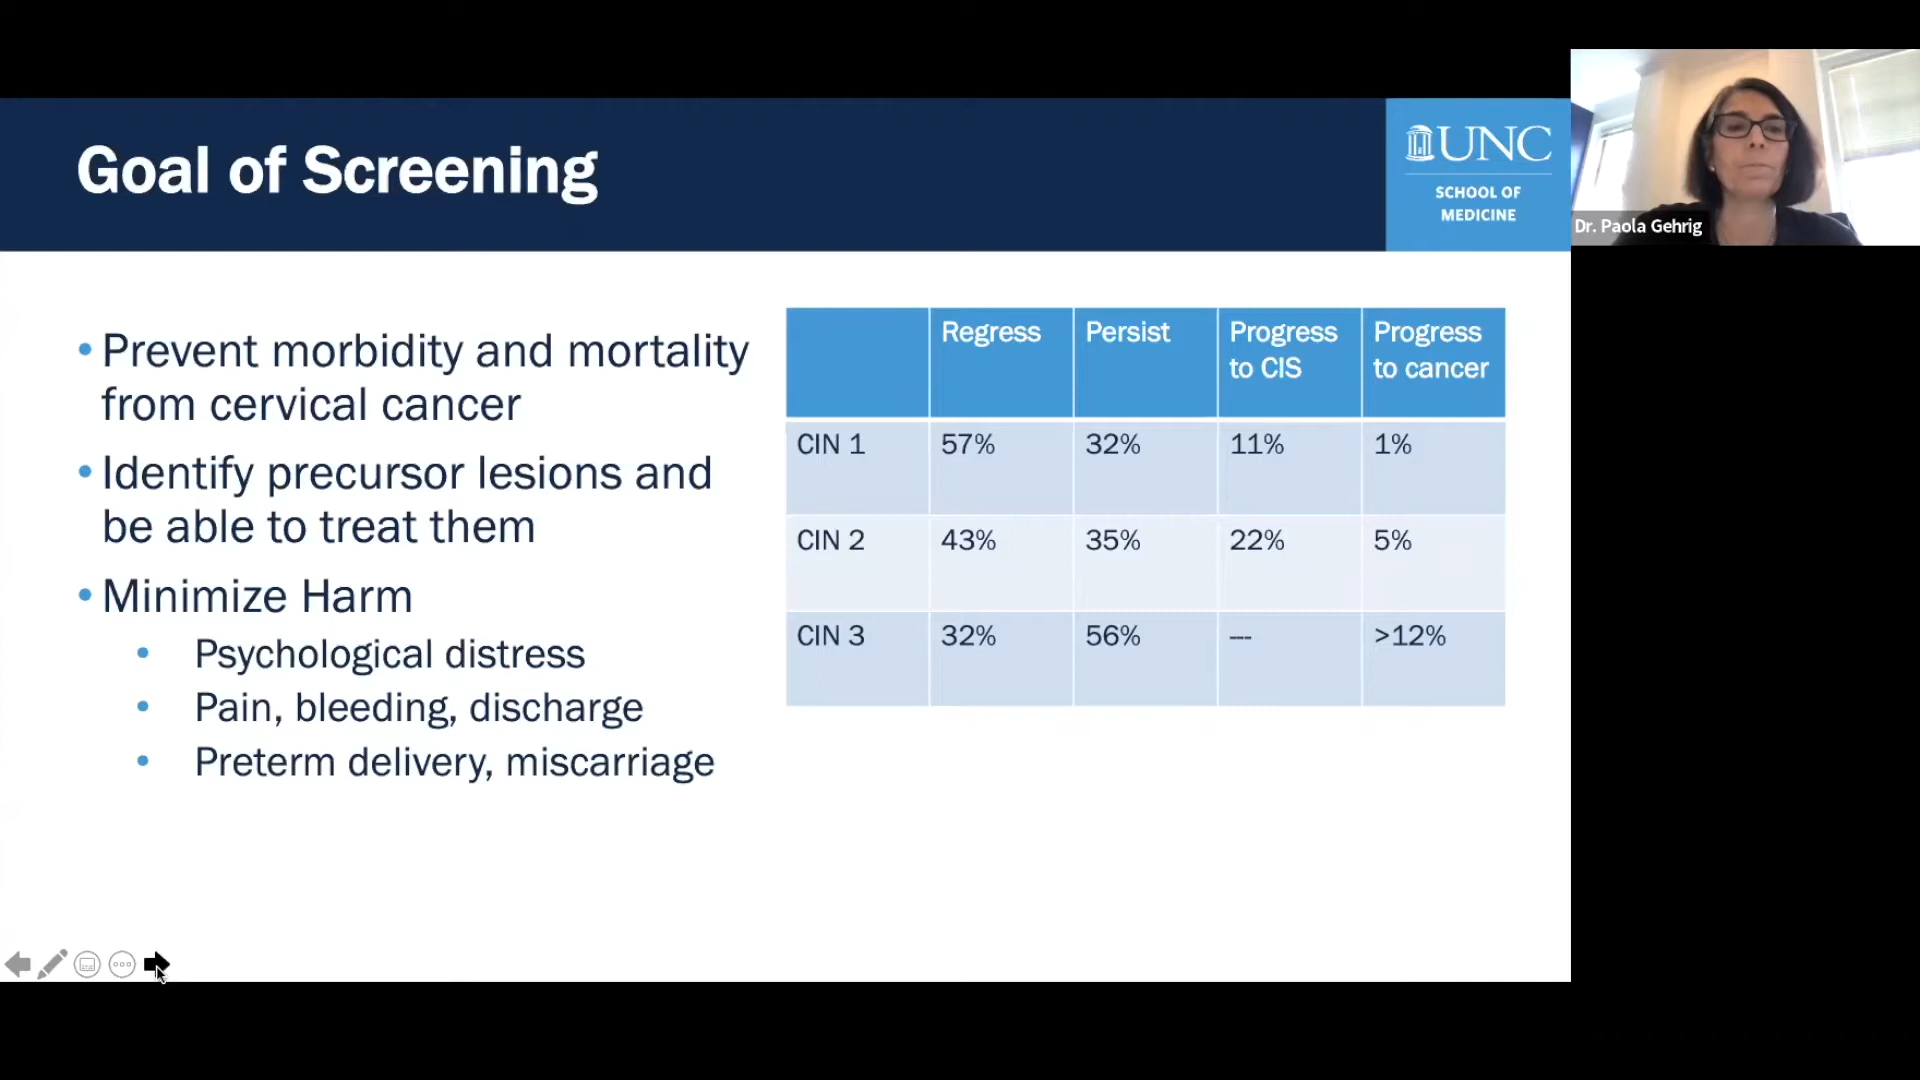 Goal of Screening
UNC
SCHOOL OF
MEDICINE
Dr. Paola Gehrig
•Prevent morbidity and mortality
from cervical cancer
•Identify precursor lesions and
be able to treat them
•Minimize Harm
• Psychological distress
• Pain, bleeding, discharge
• Preterm delivery, miscarriage
Regress Persist Progress to CIS Progress to cancer
CIN 1 57% 32% 11% 1%
CIN 2 43% 35% 22% 5%
CIN 3 32% 56% --- >12%